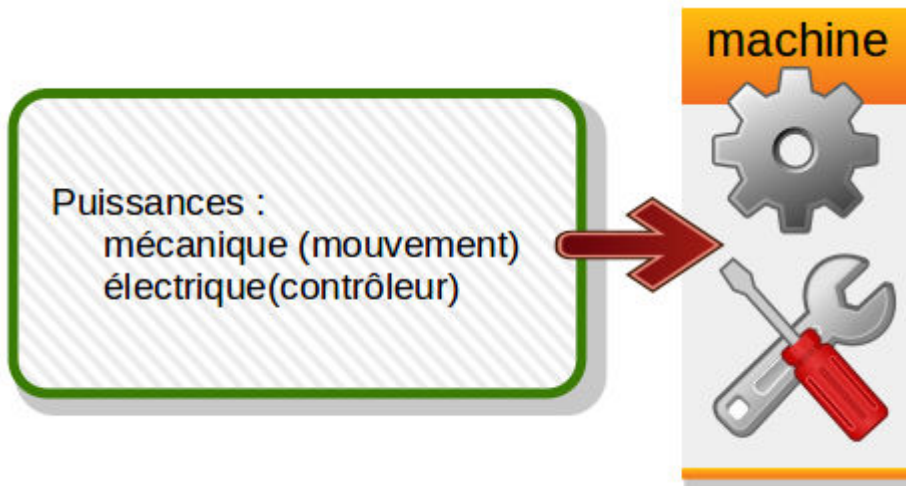 machine
Puissances :
mécanique (mouvement)
électrique(contrôleur)